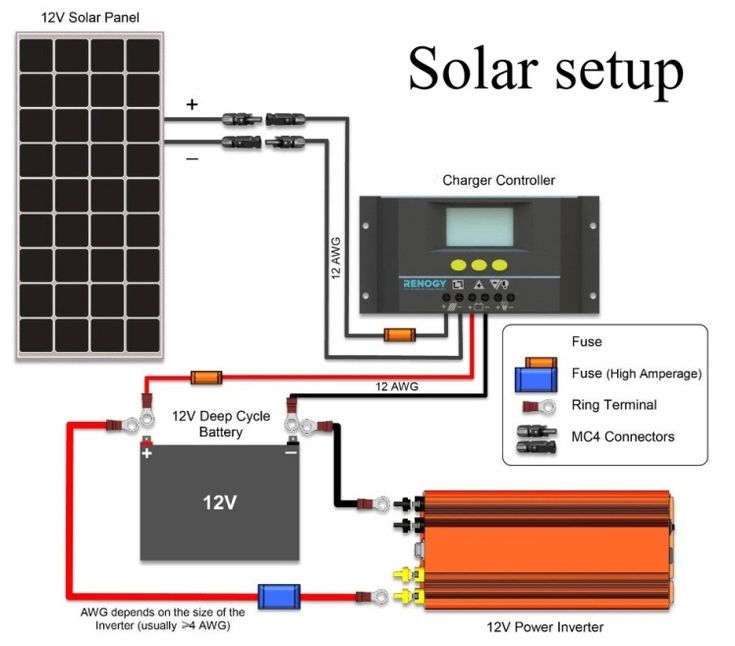 12V Solar Panel
Solar setup
+
−
Charger Controller
12 AWG
RENOGY
+ − + − + −
Fuse
Fuse (High Amperage)
Ring Terminal
MC4 Connectors
12 AWG
12V Deep Cycle
Battery
+ −
12V
AWG depends on the size of the
Inverter (usually ⩾4 AWG)
12V Power Inverter